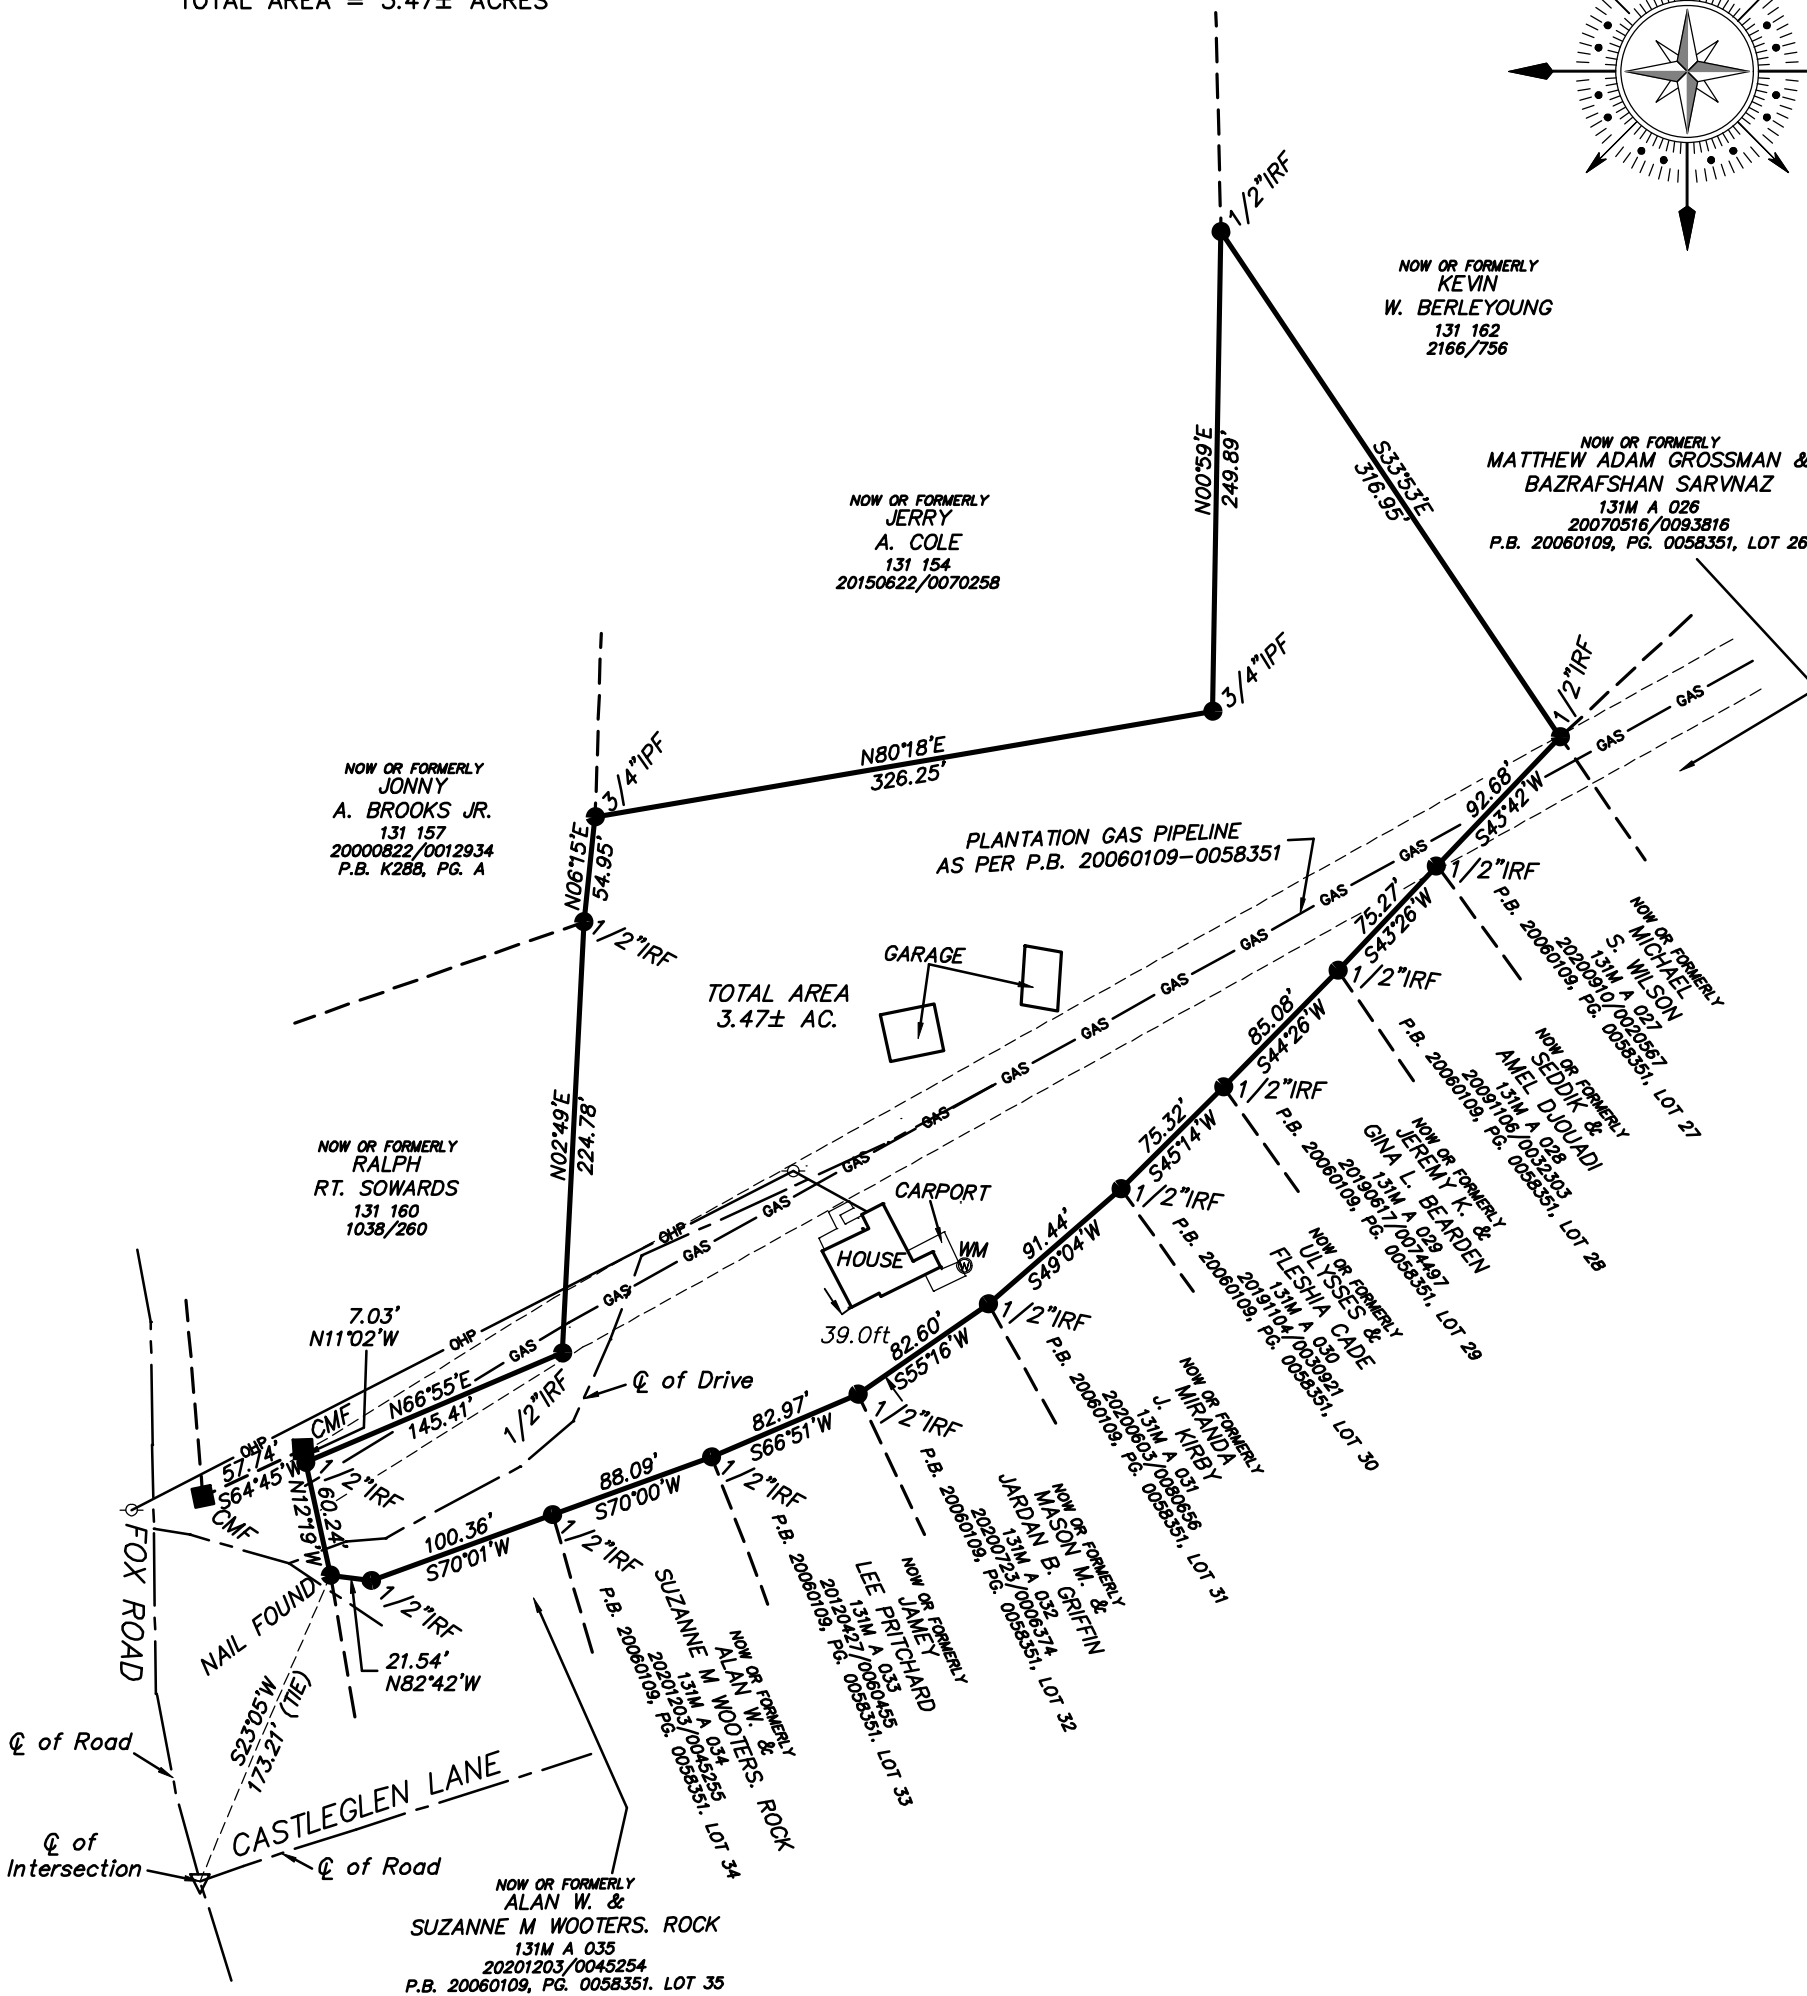 TOTAL AREA = 3.47± ACRES
1/2"IRF
NOW OR FORMERLY
KEVIN
W. BERLEYOUNG
131 162
2166/756
N00°59'E
249.89'
S33°53'E
316.95'
NOW OR FORMERLY
MATTHEW ADAM GROSSMAN &
BAZRAFSHAN SARVNAZ
131M A 026
20070516/0093816
P.B. 20060109, PG. 0058351, LOT 26
NOW OR FORMERLY
JERRY
A. COLE
131 154
20150622/0070258
3/4"IPF
1/2"IRF
GAS
GAS
N80°18'E
326.25'
3/4"IPF
NOW OR FORMERLY
JONNY
A. BROOKS JR.
131 157
20000822/0012934
P.B. K288, PG. A
N06°15'E
54.95'
1/2"IRF
PLANTATION GAS PIPELINE
AS PER P.B. 20060109-0058351
GAS
GAS
GAS
GAS
GAS
GAS
GAS
GAS
GAS
GAS
GAS
GAS
92.68'
S43°42'W
1/2"IRF
75.27'
S43°26'W
1/2"IRF
GARAGE
TOTAL AREA
3.47± AC.
85.08'
S44°26'W
1/2"IRF
NOW OR FORMERLY
MICHAEL
S. WILSON
131M A 027
20200910/0020567
P.B. 20060109, PG. 0058351, LOT 27
NOW OR FORMERLY
SEDDIK &
AMEL DJOUADI
131M A 028
20091106/0032303
P.B. 20060109, PG. 0058351, LOT 28
N02°49'E
224.78'
75.32'
S45°14'W
1/2"IRF
NOW OR FORMERLY
JEREMY K. &
GINA L. BEARDEN
131M A 029
20190617/0074497
P.B. 20060109, PG. 0058351, LOT 29
NOW OR FORMERLY
RALPH
RT. SOWARDS
131 160
1038/260
CARPORT
HOUSE
WM
W
OHP
91.44'
S49°04'W
1/2"IRF
NOW OR FORMERLY
ULYSSES &
FLESHIA CADE
131M A 030
20191104/0030921
P.B. 20060109, PG. 0058351, LOT 30
39.0ft
82.60'
S55°16'W
1/2"IRF
NOW OR FORMERLY
MIRANDA
J. KIRBY
131M A 031
20200603/0080656
P.B. 20060109, PG. 0058351, LOT 31
7.03'
N11°02'W
OHP
N66°55'E
145.41'
1/2"IRF
℄ of Drive
CMF
OHP
57.74'
S64°45'W
CMF
1/2"IRF
N12°19'W
60.24'
82.97'
S66°51'W
1/2"IRF
NOW OR FORMERLY
MASON M. &
JARDAN B. GRIFFIN
131M A 032
20200723/0006374
P.B. 20060109, PG. 0058351, LOT 32
88.09'
S70°00'W
1/2"IRF
NOW OR FORMERLY
JAMEY
LEE PRITCHARD
131M A 033
20120427/0060455
P.B. 20060109, PG. 0058351. LOT 33
100.36'
S70°01'W
1/2"IRF
NOW OR FORMERLY
ALAN W. &
SUZANNE M WOOTERS. ROCK
131M A 034
20201203/0045255
P.B. 20060109, PG. 0058351. LOT 34
FOX ROAD
NAIL FOUND
21.54'
N82°42'W
S23°05'W
173.21' (TIE)
℄ of Road
CASTLEGLEN LANE
℄ of
Intersection
℄ of Road
NOW OR FORMERLY
ALAN W. &
SUZANNE M WOOTERS. ROCK
131M A 035
20201203/0045254
P.B. 20060109, PG. 0058351. LOT 35